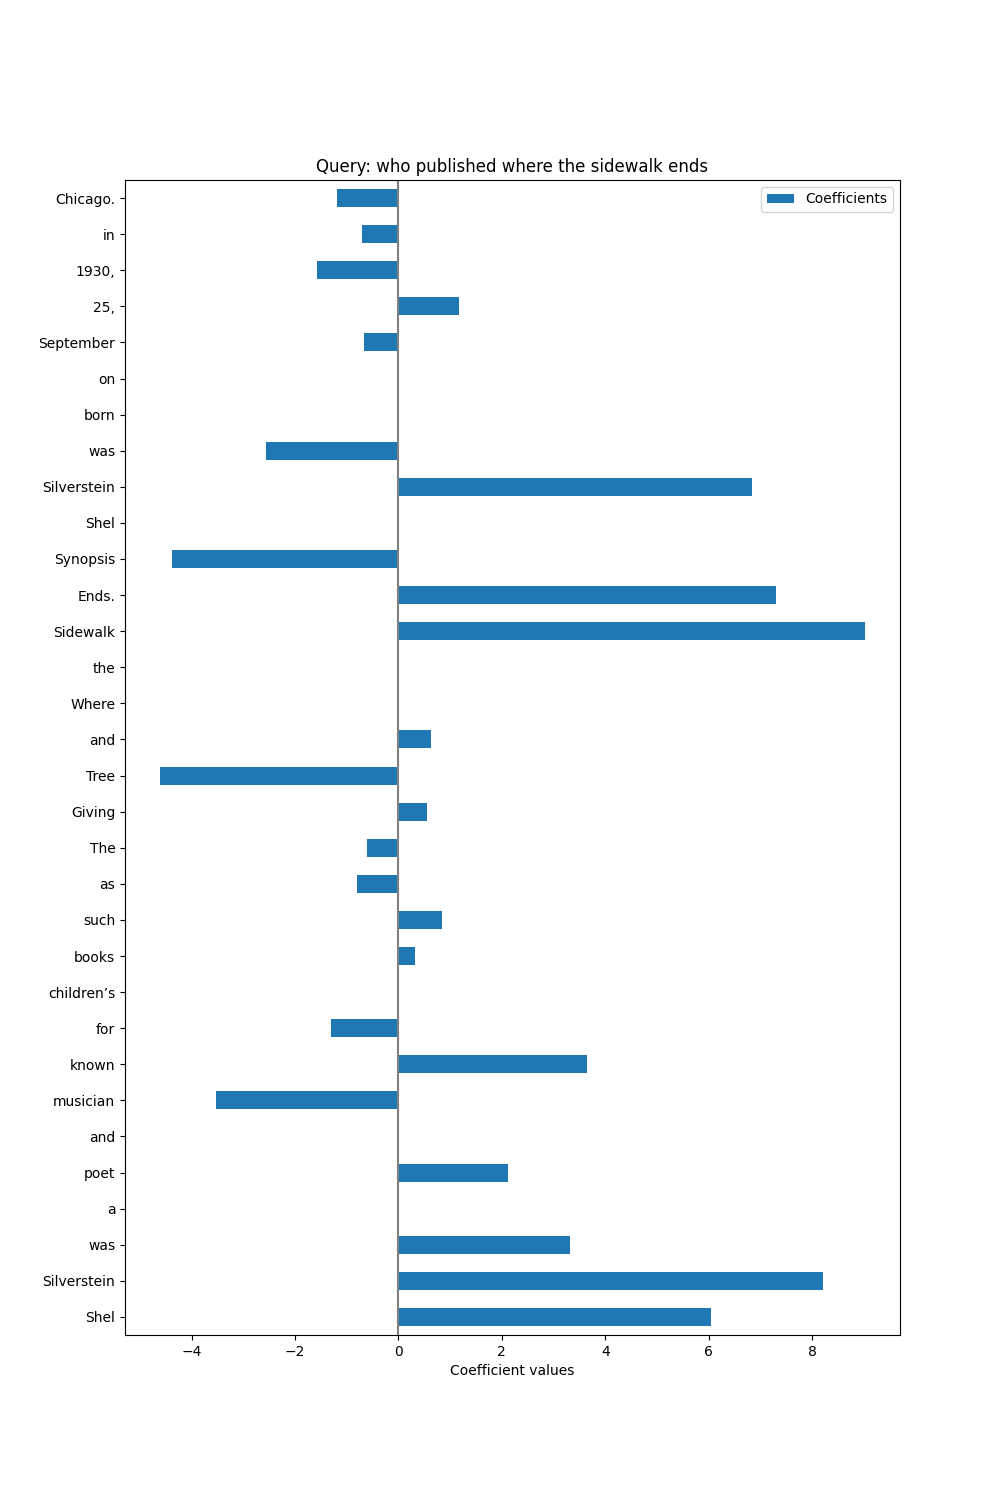 Query: who published where the sidewalk ends
Coefficients
Chicago.
in
1930,
25,
September
on
born
was
Silverstein
Shel
Synopsis
Ends.
Sidewalk
the
Where
and
Tree
Giving
The
as
such
books
children’s
for
known
musician
and
poet
a
was
Silverstein
Shel
−4 −2 0 2 4 6 8
Coefficient values